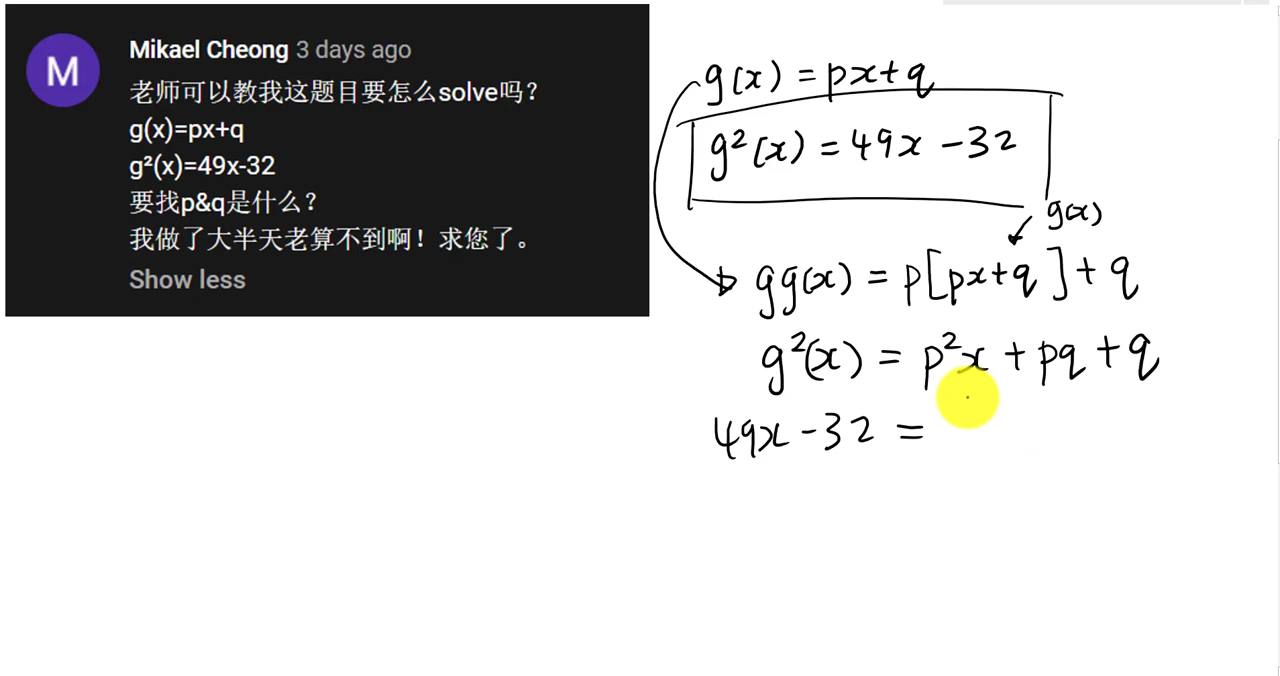 M
Mikael Cheong 3 days ago
老师可以教我这题目要怎么solve吗？
g(x)=px+q
g²(x)=49x-32
要找p&q是什么？
我做了大半天老算不到啊！求您了。
Show less
g(x) = px+q
g²(x) = 49x -32
g(x)
gg(x) = p[px+q] + q
g²(x) = p²x + pq + q
49x -32 =